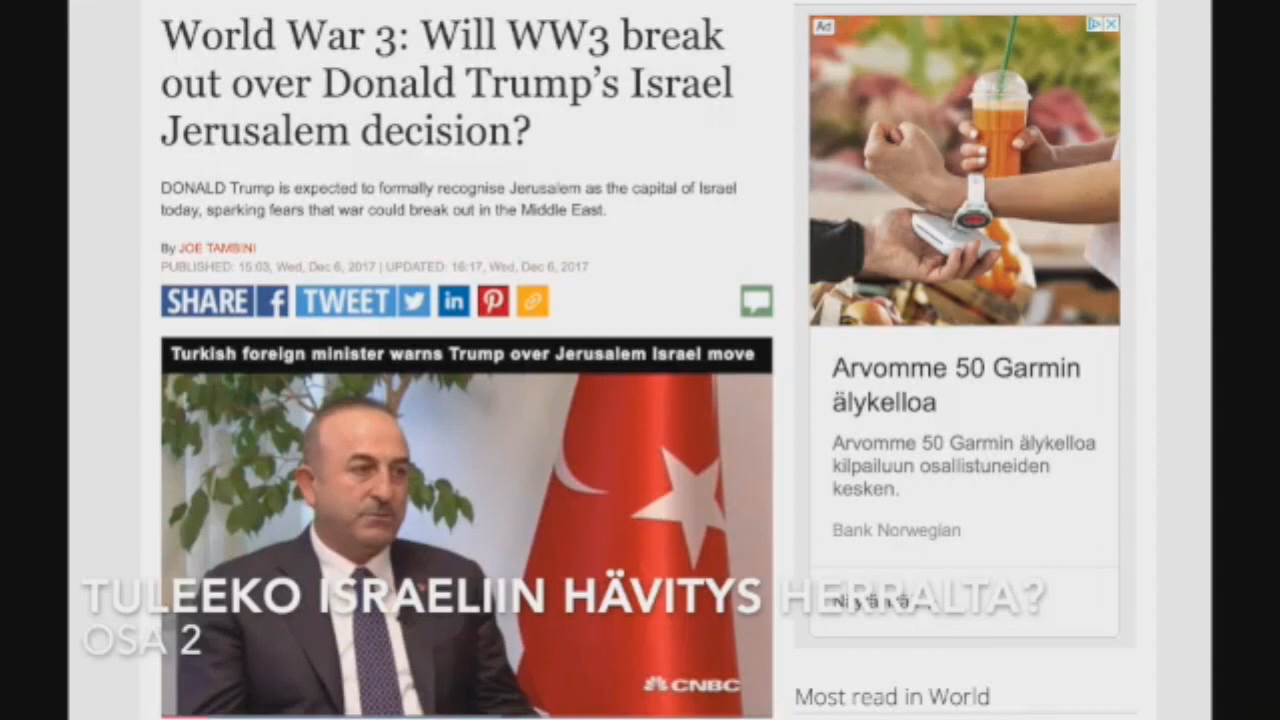 World War 3: Will WW3 break
out over Donald Trump's Israel
Jerusalem decision?
DONALD Trump is expected to formally recognise Jerusalem as the capital of Israel
today, sparking fears that war could break out in the Middle East.
By JOE TAMBINI
PUBLISHED: 15:03, Wed, Dec 6, 2017 | UPDATED: 16:17, Wed, Dec 6, 2017
SHARE f TWEET in
Turkish foreign minister warns Trump over Jerusalem Israel move
CNBC
TULEEKO ISRAELIIN HÄVITYS HERRALTA?
OSA 2
Ad
Arvomme 50 Garmin
älykelloa
Arvomme 50 Garmin älykelloa
kilpailuun osallistuneiden
kesken.
Bank Norwegian
Most read in World